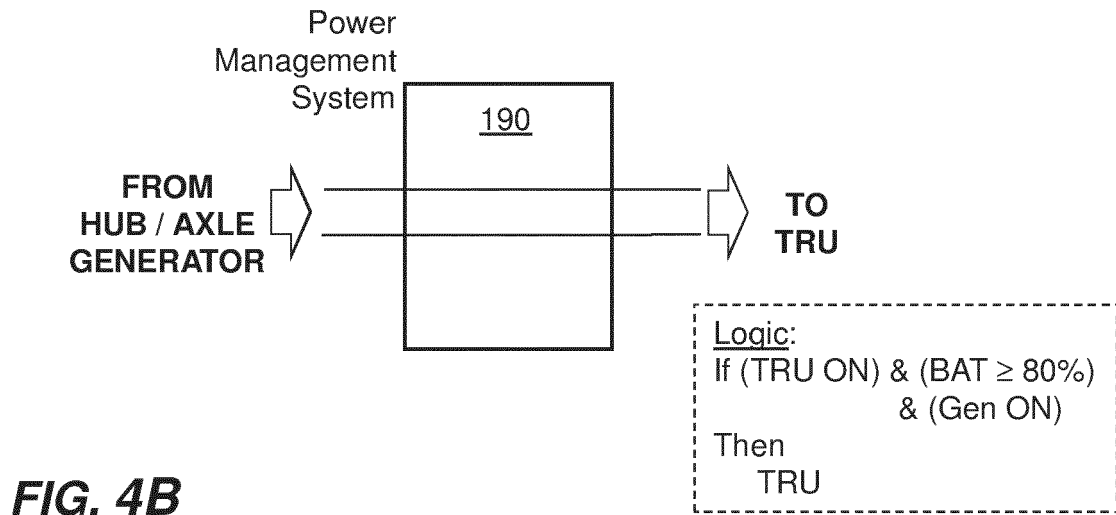 Power
Management
System
190
FROM
HUB / AXLE
GENERATOR
TO
TRU
Logic:
If (TRU ON) & (BAT ≥ 80%)
& (Gen ON)
Then
TRU
FIG. 4B